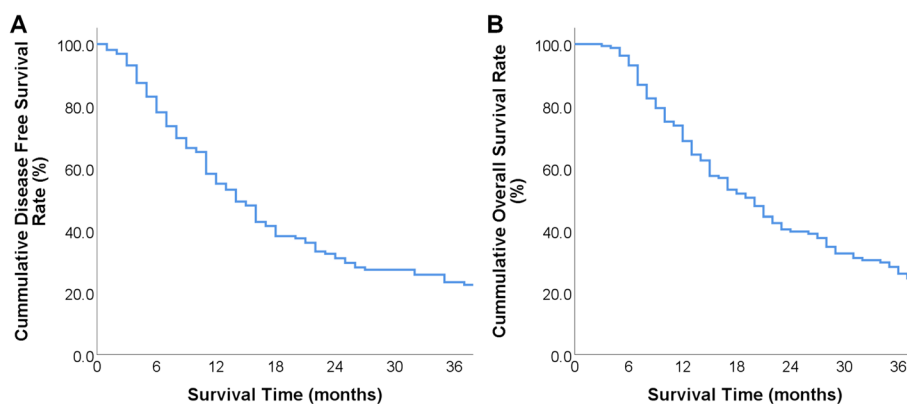 A
Cummulative Disease Free Survival
Rate (%)
100.0
80.0
60.0
40.0
20.0
0.0
0 6 12 18 24 30 36
Survival Time (months)
B
Cummulative Overall Survival Rate
(%)
100.0
80.0
60.0
40.0
20.0
0.0
0 6 12 18 24 30 36
Survival Time (months)